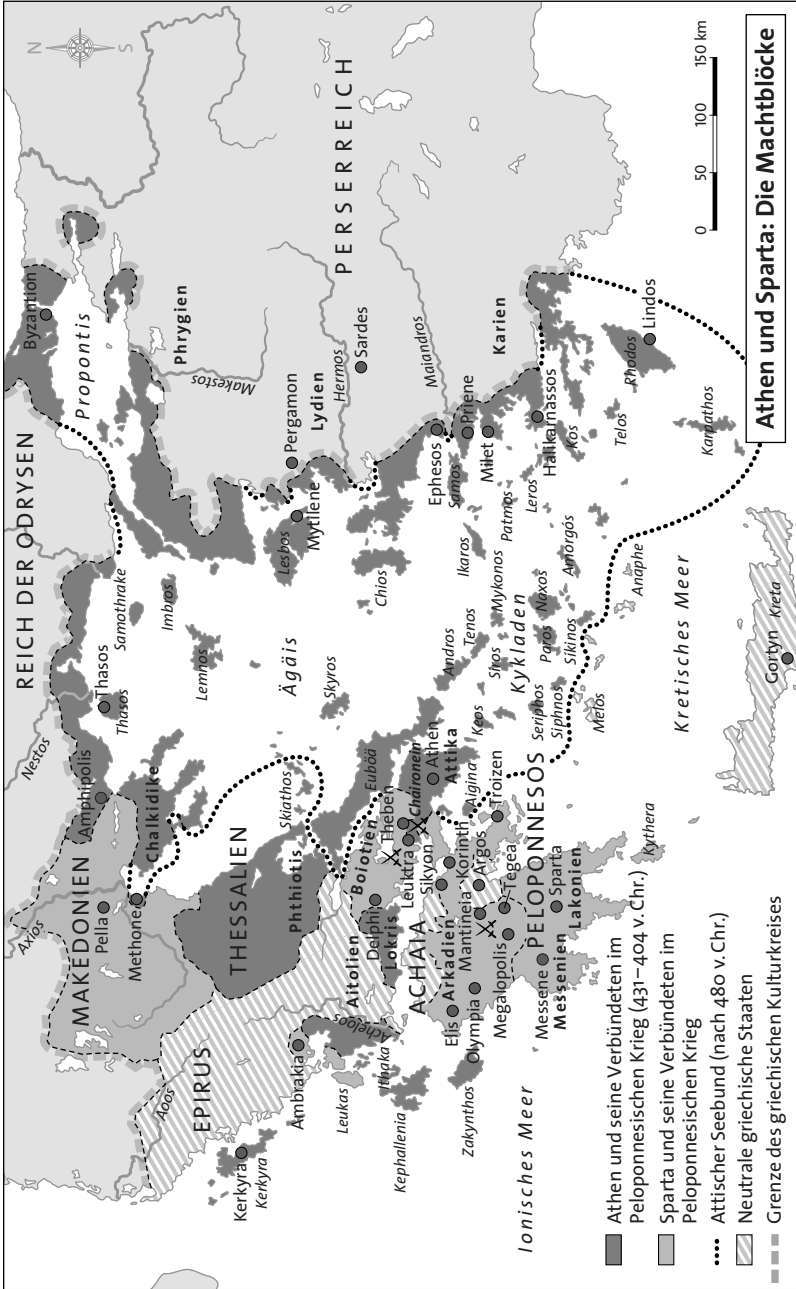 N
S
REICH DER ODRYSEN
Byzantion
Propontis
Phrygien
Makestos
PERSERREICH
Pergamon
Lydien
Hermos
Sardes
Maiandros
Karien
Nestos
Thasos
Thasos
Samothrake
Imbros
Lemnos
Ägäis
Skyros
Lesbos
Mytilene
Chios
Ephesos
Samos
Priene
Milet
Ikaros
Patmos
Leros
Halikarnassos
Kos
Telos
Rhodos
Lindos
Karpathos
Axios
MAKEDONIEN
Pella
Methone
Amphipolis
Chalkidike
THESSALIEN
Phthiotis
Skiathos
Euböa
Andros
Tenos
Mykonos
Siros
Kykladen
Naxos
Paros
Amorgos
Sikinos
Anaphe
Keos
Seriphos
Siphnos
Melos
Kretisches Meer
Gortyn
Kreta
Aoos
EPIRUS
Kerkyra
Kerkyra
Ambrakia
Acheloos
Leukas
Ithaka
Kephallenia
Zakynthos
Ionisches Meer
Aitolien
Delphi
Lokris
Boiotien
Theben
Leuktra
Chaironeia
Athen
Attika
Aigina
Troizen
Sikyon
Korinth
Argos
ACHAIA
Arkadien
Mantineia
Tegea
Elis
Olympia
Megalopolis
PELOPONNESOS
Messene
Messenien
Sparta
Lakonien
Kythera
0 50 100 150 km
Athen und Sparta: Die Machtblöcke
Athen und seine Verbündeten im
Peloponnesischen Krieg (431–404 v. Chr.)
Sparta und seine Verbündeten im
Peloponnesischen Krieg
Attischer Seebund (nach 480 v. Chr.)
Neutrale griechische Staaten
Grenze des griechischen Kulturkreises